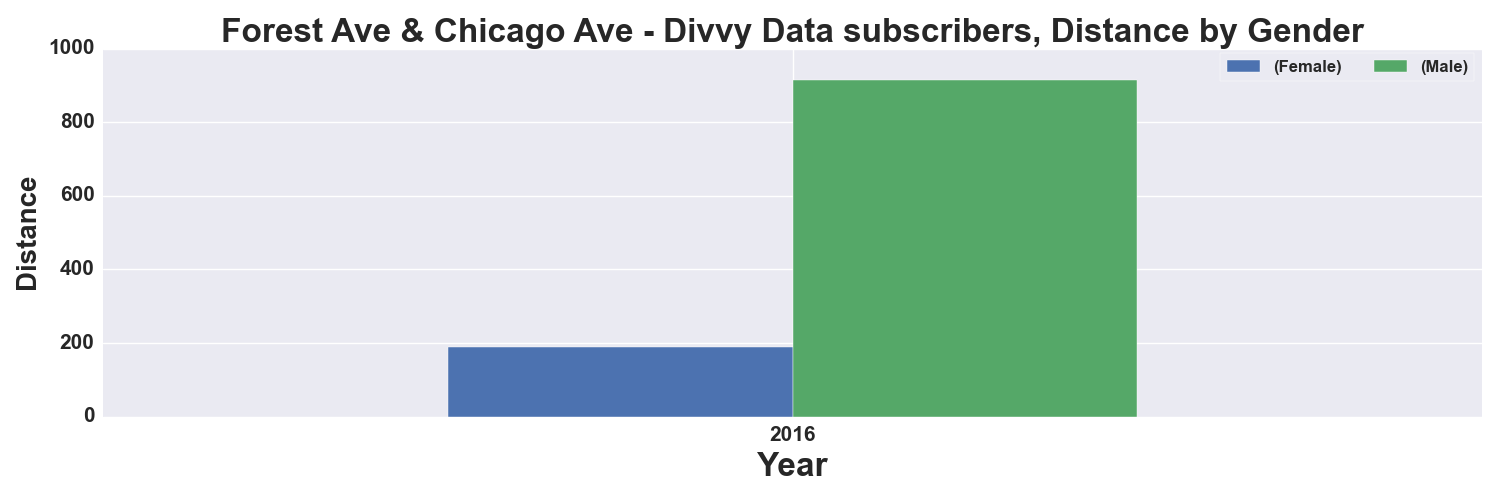 Forest Ave & Chicago Ave - Divvy Data subscribers, Distance by Gender
(Female) (Male)
1000
800
600
400
200
0
Distance
2016
Year